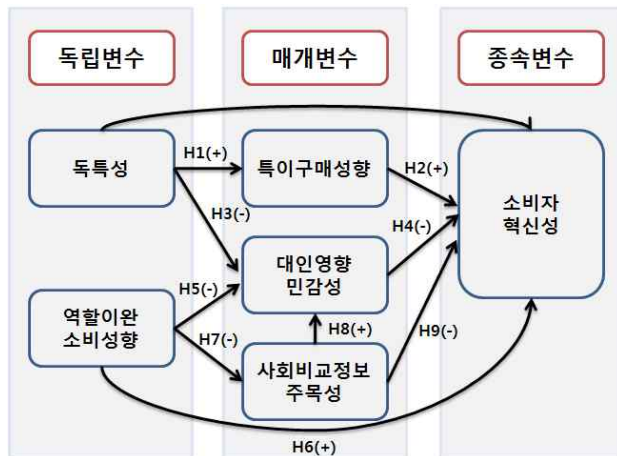 독립변수
매개변수
종속변수
독특성
H1(+)
특이구매성향
H2(+)
소비자
혁신성
H3(-)
H4(-)
대인영향
민감성
H5(-)
역할이완
소비성향
H7(-)
H8(+)
H9(-)
사회비교정보
주목성
H6(+)